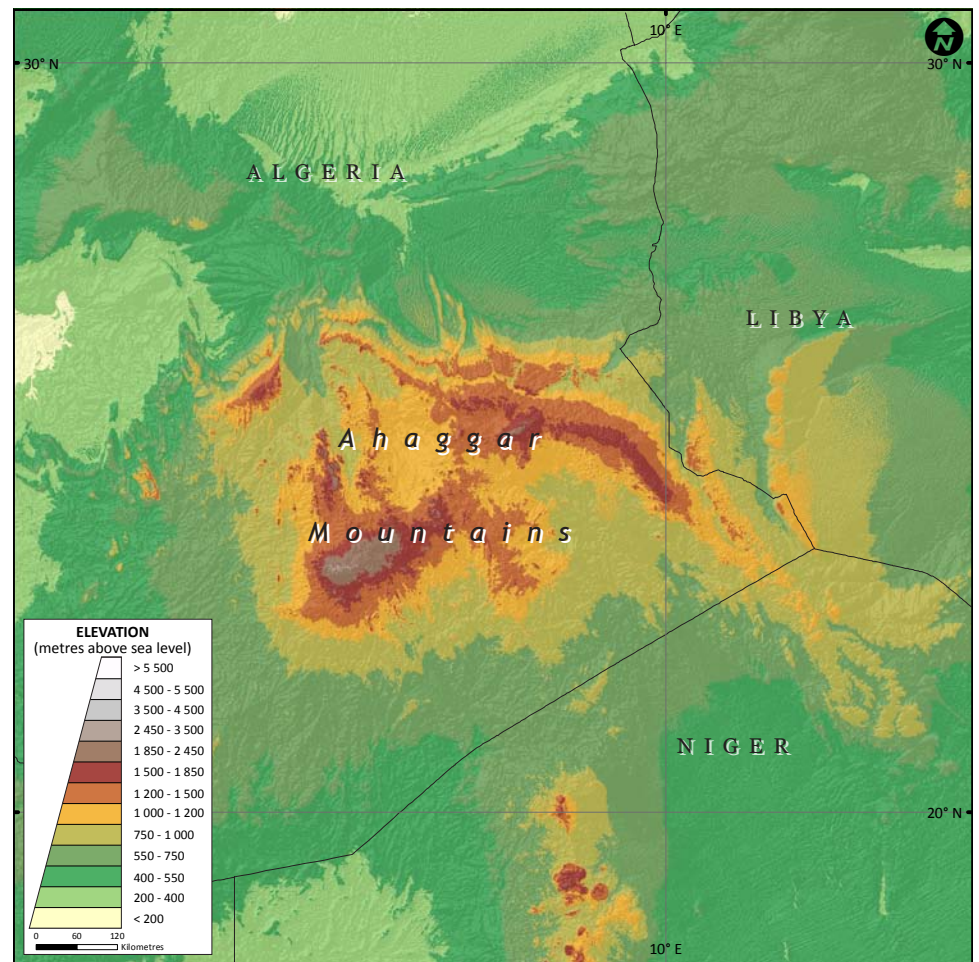 10° E
N
30° N
30° N
ALGERIA
LIBYA
Ahaggar
Mountains
NIGER
20° N
10° E
ELEVATION
(metres above sea level)
> 5 500
4 500 - 5 500
3 500 - 4 500
2 450 - 3 500
1 850 - 2 450
1 500 - 1 850
1 200 - 1 500
1 000 - 1 200
750 - 1 000
550 - 750
400 - 550
200 - 400
< 200
0 60 120
Kilometres